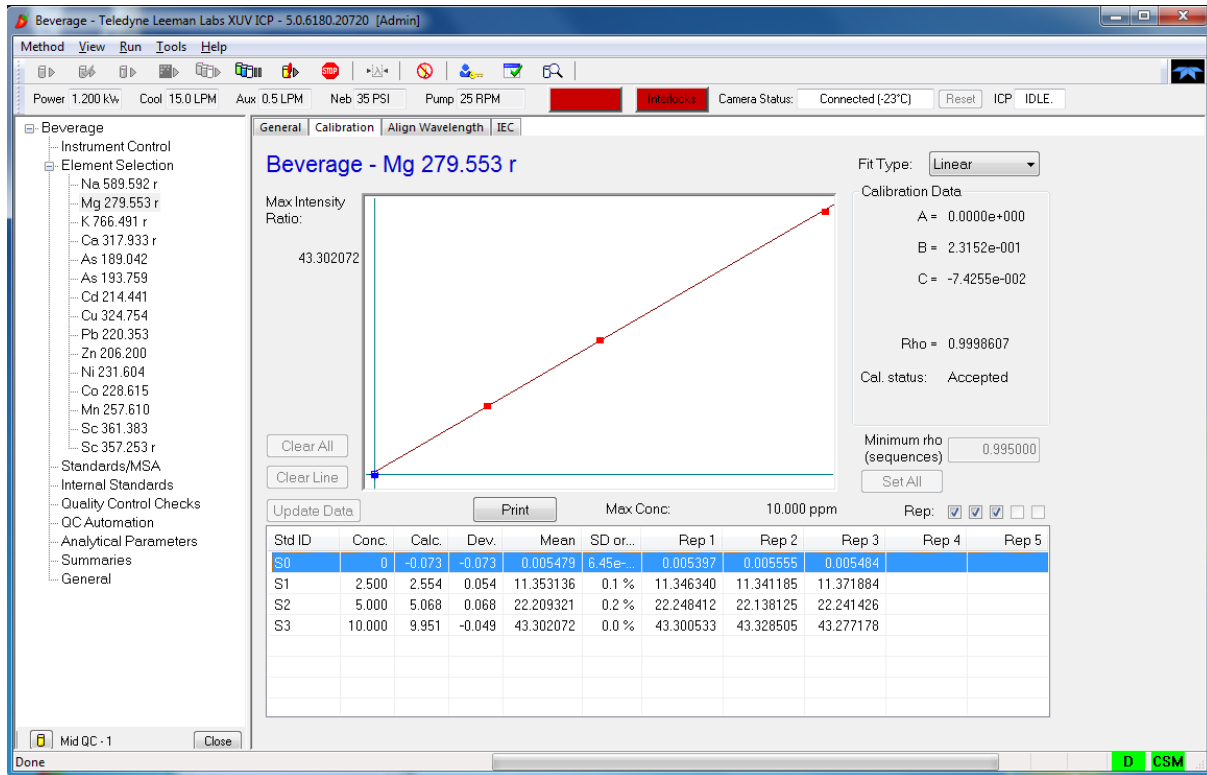 Beverage - Teledyne Leeman Labs XUV ICP - 5.0.6180.20720 [Admin]
Method View Run Tools Help
STOP
Power 1.200 kW Cool 15.0 LPM Aux 0.5 LPM Neb 35 PSI Pump 25 RPM Interlocks Camera Status: Connected (-23°C) Reset ICP IDLE.
Beverage
Instrument Control
Element Selection
Na 589.592 r
Mg 279.553 r
K 766.491 r
Ca 317.933 r
As 189.042
As 193.759
Cd 214.441
Cu 324.754
Pb 220.353
Zn 206.200
Ni 231.604
Co 228.615
Mn 257.610
Sc 361.383
Sc 357.253 r
Standards/MSA
Internal Standards
Quality Control Checks
QC Automation
Analytical Parameters
Summaries
General
Mid QC - 1 Close
General Calibration Align Wavelength IEC
Beverage - Mg 279.553 r
Max Intensity
Ratio:
43.302072
Clear All
Clear Line
Update Data
Fit Type: Linear
Calibration Data
A = 0.0000e+000
B = 2.3152e-001
C = -7.4255e-002
Rho = 0.9998607
Cal. status: Accepted
Minimum rho
(sequences) 0.995000
Set All
Print Max Conc: 10.000 ppm Rep:
Std ID Conc. Calc. Dev. Mean SD or... Rep 1 Rep 2 Rep 3 Rep 4 Rep 5
S0 0 -0.073 -0.073 0.005479 6.45e-... 0.005397 0.005555 0.005484
S1 2.500 2.554 0.054 11.353136 0.1 % 11.346340 11.341185 11.371884
S2 5.000 5.068 0.068 22.209321 0.2 % 22.248412 22.138125 22.241426
S3 10.000 9.951 -0.049 43.302072 0.0 % 43.300533 43.328505 43.277178
Done D CSM